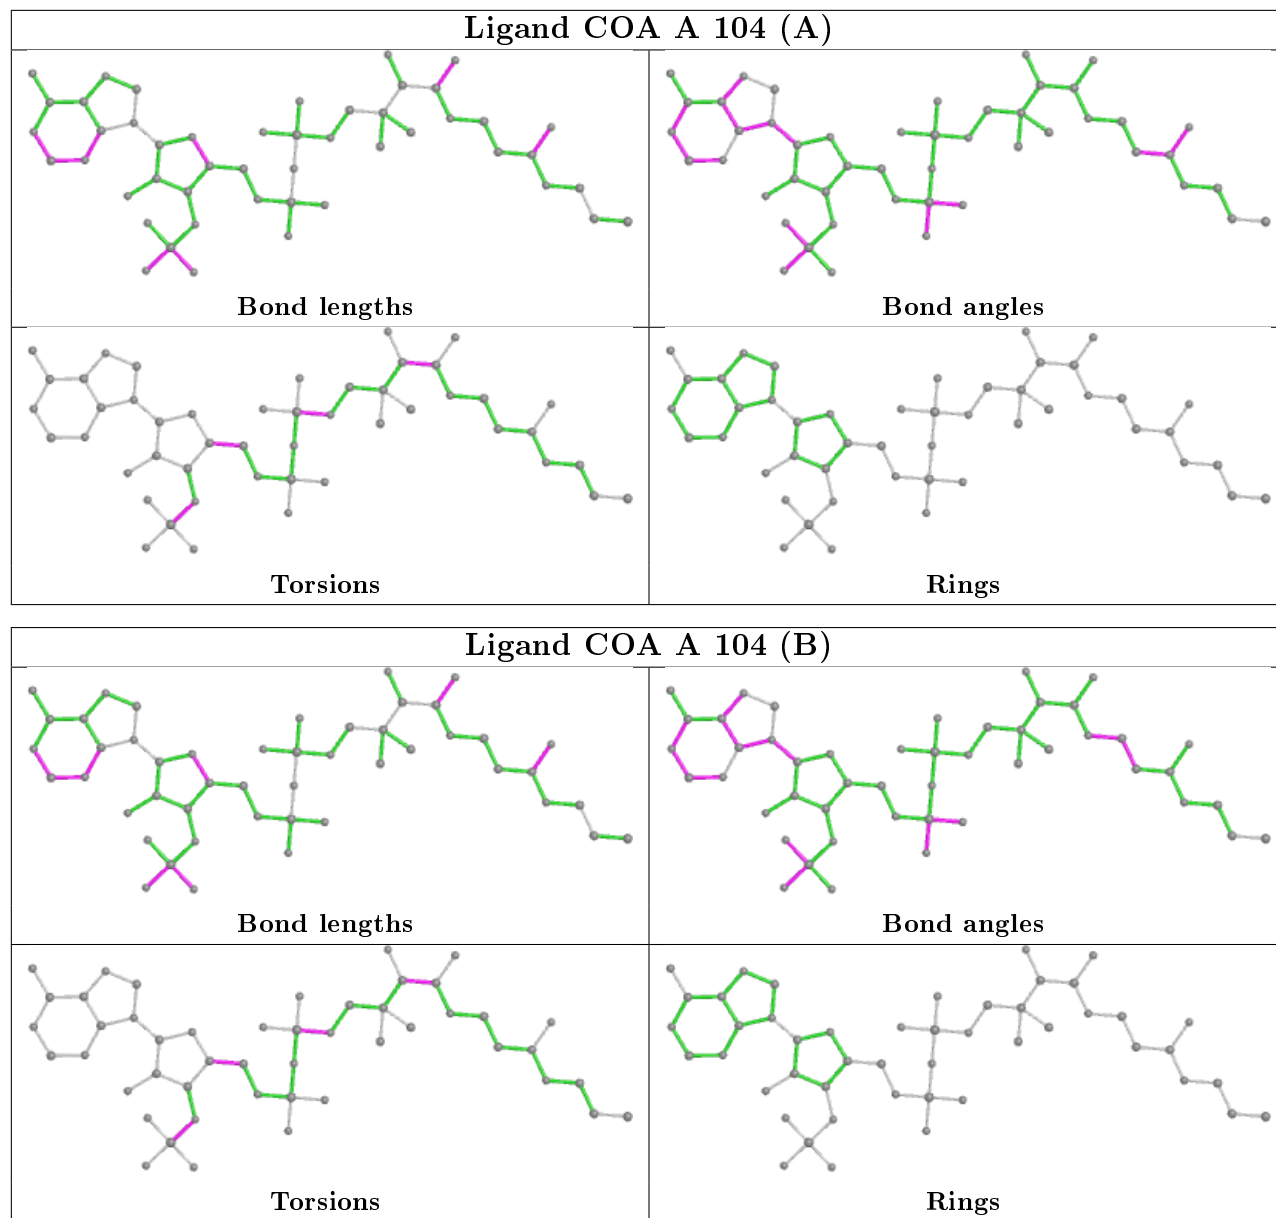 Ligand COA A 104 (A)
Bond lengths
Bond angles
Torsions
Rings
Ligand COA A 104 (B)
Bond lengths
Bond angles
Torsions
Rings